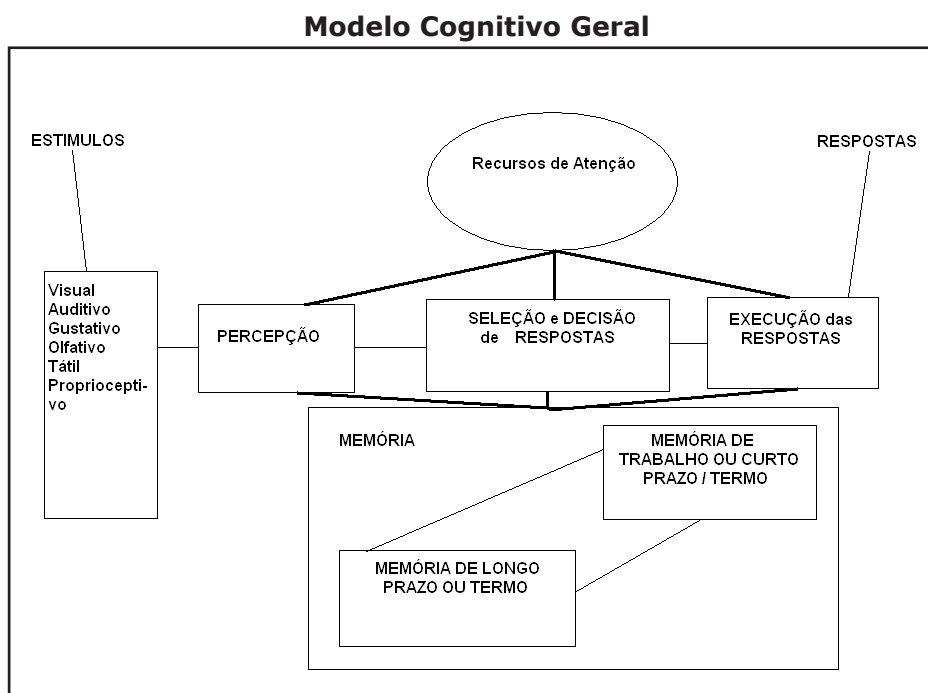 Modelo Cognitivo Geral
ESTIMULOS
Recursos de Atenção
RESPOSTAS
Visual
Auditivo
Gustativo
Olfativo
Tátil
Propriocepti-
vo
PERCEPÇÃO
SELEÇÃO e DECISÃO
de RESPOSTAS
EXECUÇÃO das
RESPOSTAS
MEMÓRIA
MEMÓRIA DE
TRABALHO OU CURTO
PRAZO / TERMO
MEMÓRIA DE LONGO
PRAZO OU TERMO